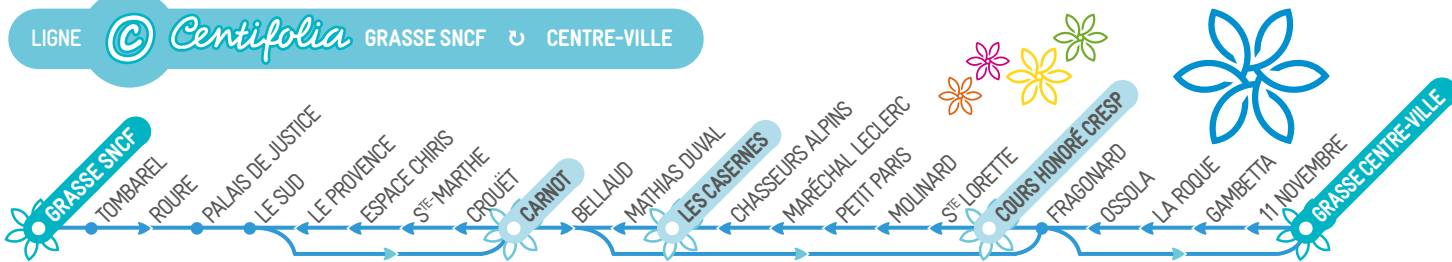 LIGNE C Centifolia GRASSE SNCF ↻ CENTRE-VILLE
GRASSE SNCF
TOMBAREL
ROURE
PALAIS DE JUSTICE
LE SUD
LE PROVENCE
ESPACE CHIRIS
STE-MARTHE
CROUËT
CARNOT
BELLAUD
MATHIAS DUVAL
LES CASERNES
CHASSEURS ALPINS
MARÉCHAL LECLERC
PETIT PARIS
MOLINARD
STE LORETTE
COURS HONORÉ CRESP
FRAGONARD
OSSOLA
LA ROQUE
GAMBETTA
11 NOVEMBRE
GRASSE CENTRE-VILLE